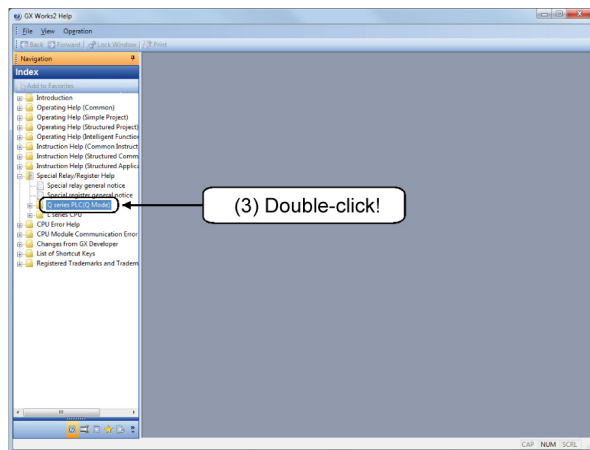 GX Works2 Help
File View Operation
Back Forward Lock Window Print
Navigation
Index
Add to Favorites
Introduction
Operating Help (Common)
Operating Help (Simple Project)
Operating Help (Structured Project)
Operating Help (Intelligent Function
Instruction Help (Common Instruct
Instruction Help (Structured Comm
Instruction Help (Structured Applica
Special Relay/Register Help
Special relay general notice
Special register general notice
Q series PLC(Q Mode)
(3) Double-click!
L series CPU
CPU Error Help
CPU Module Communication Error
Changes from GX Developer
List of Shortcut Keys
Registered Trademarks and Tradem
CAP NUM SCRL